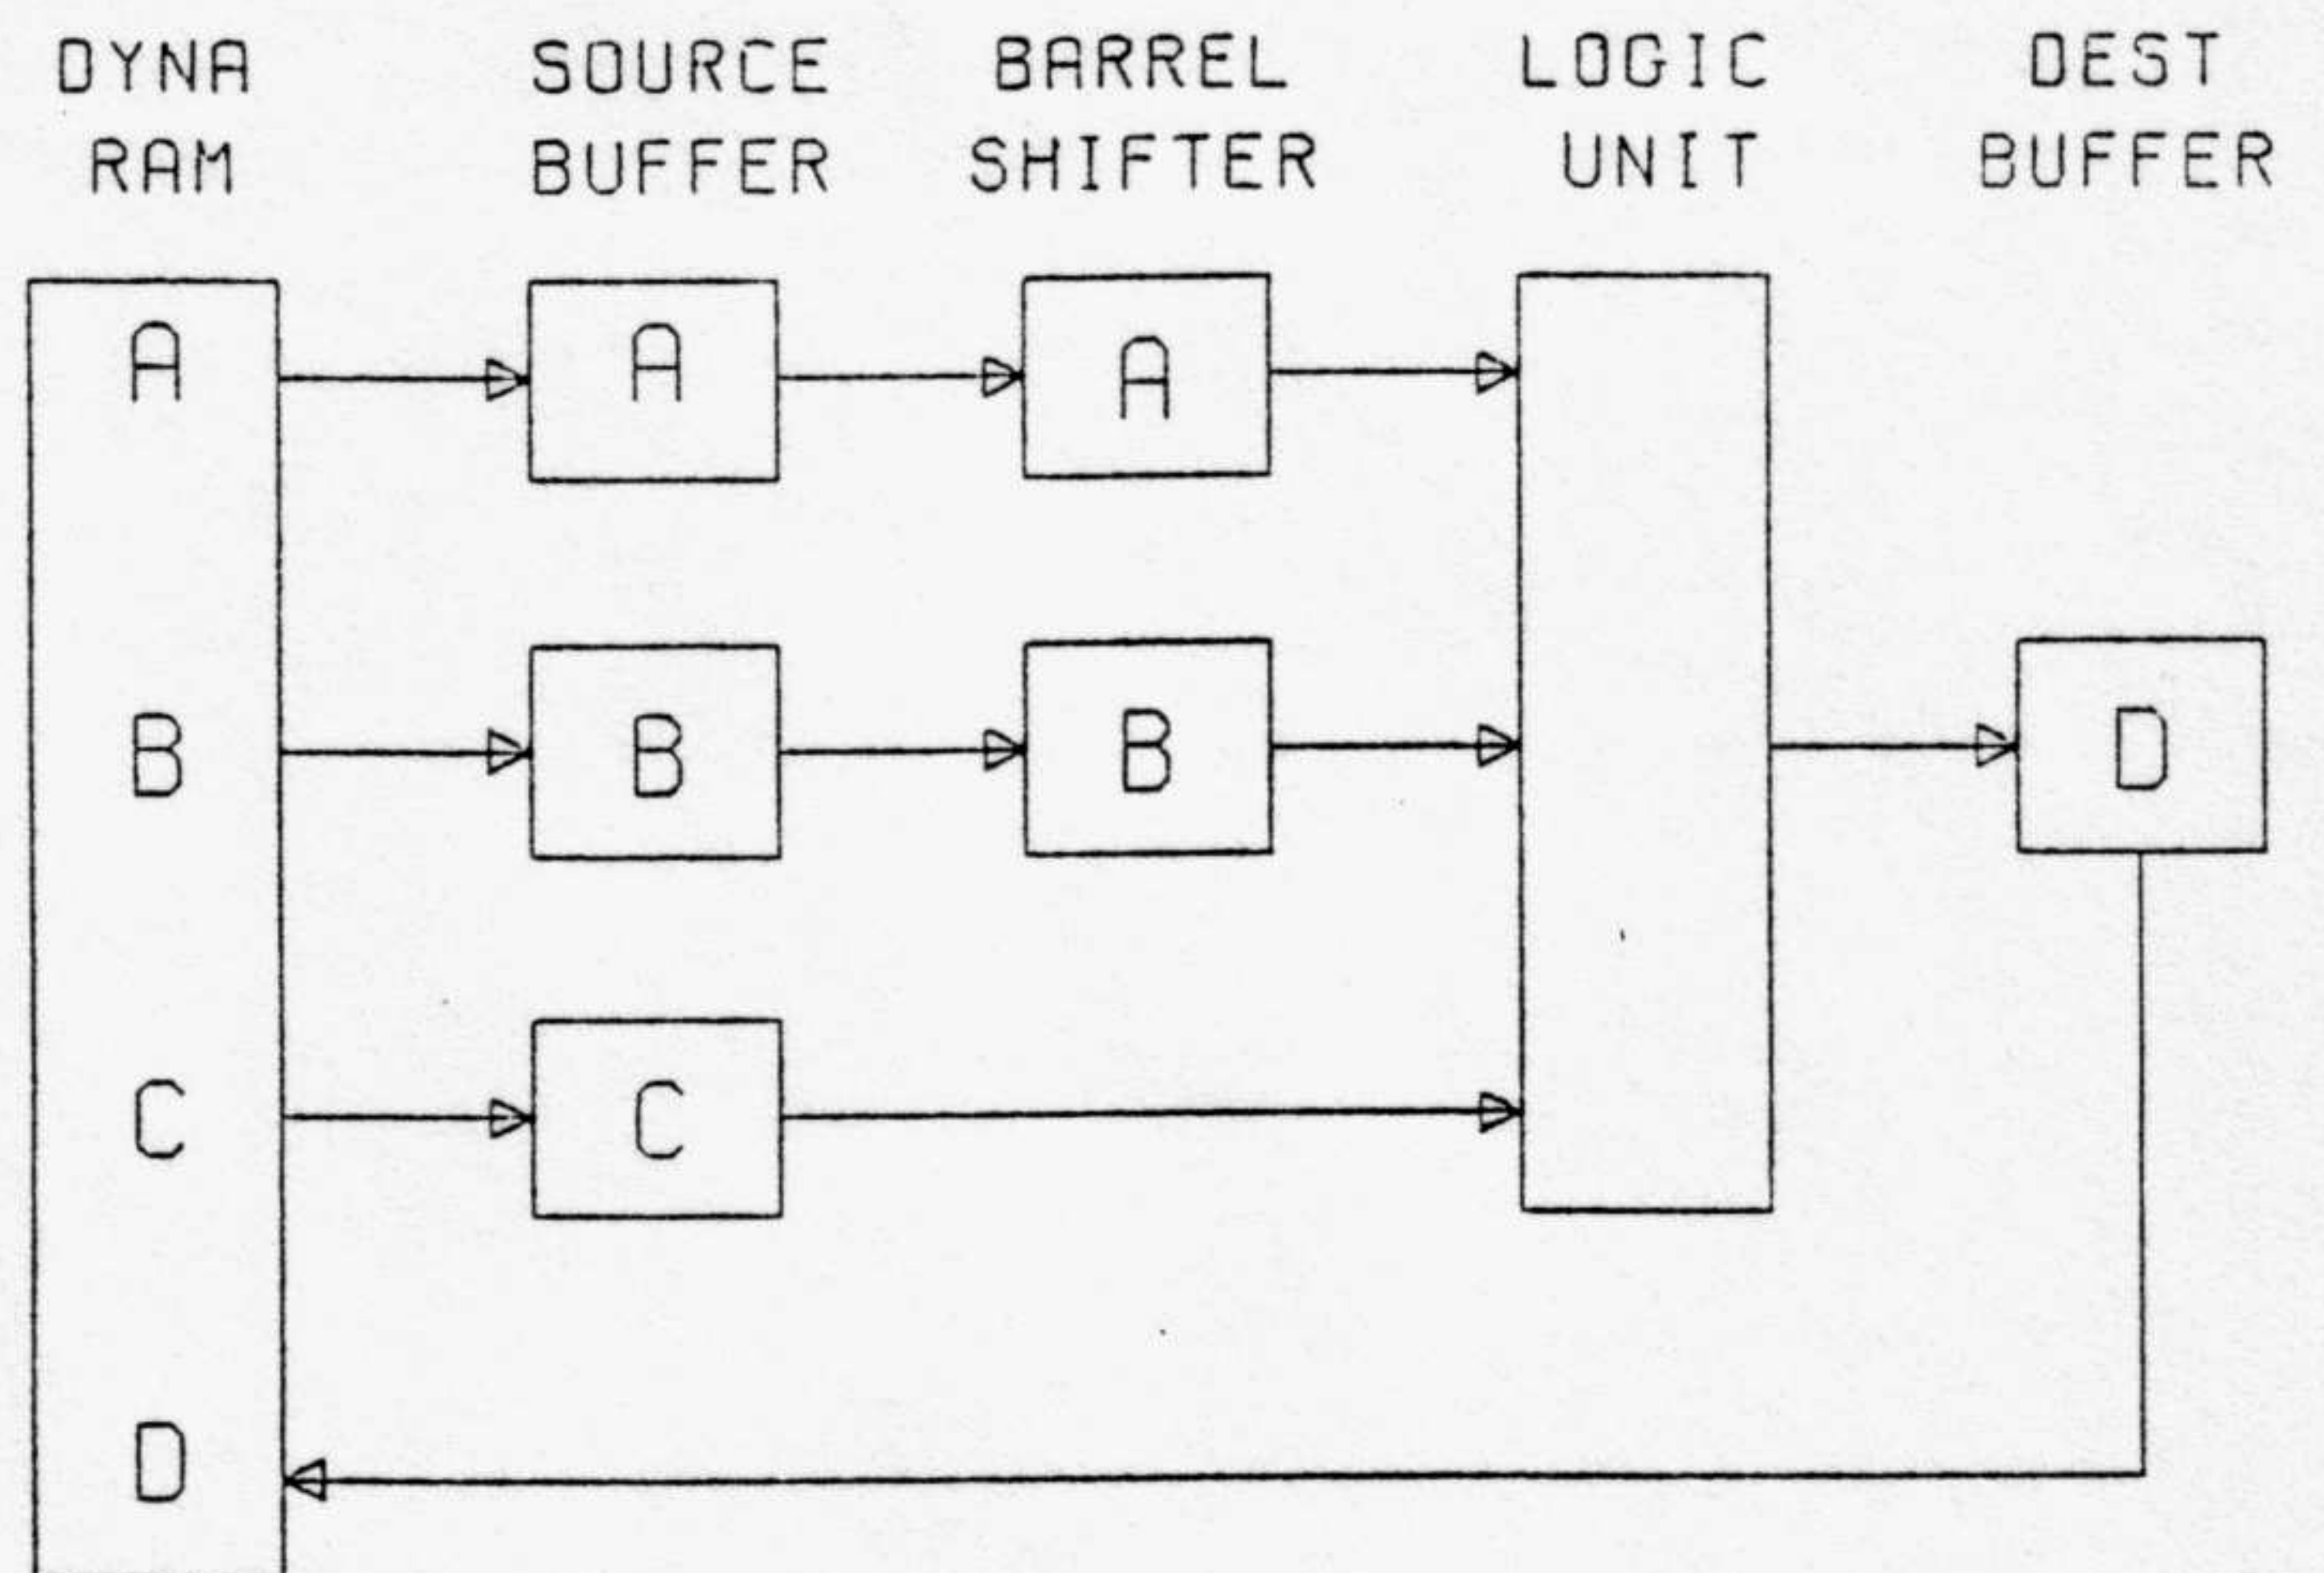 DYNA SOURCE BARREL LOGIC DEST
RAM BUFFER SHIFTER UNIT BUFFER
A A A
B B B D
C C
D